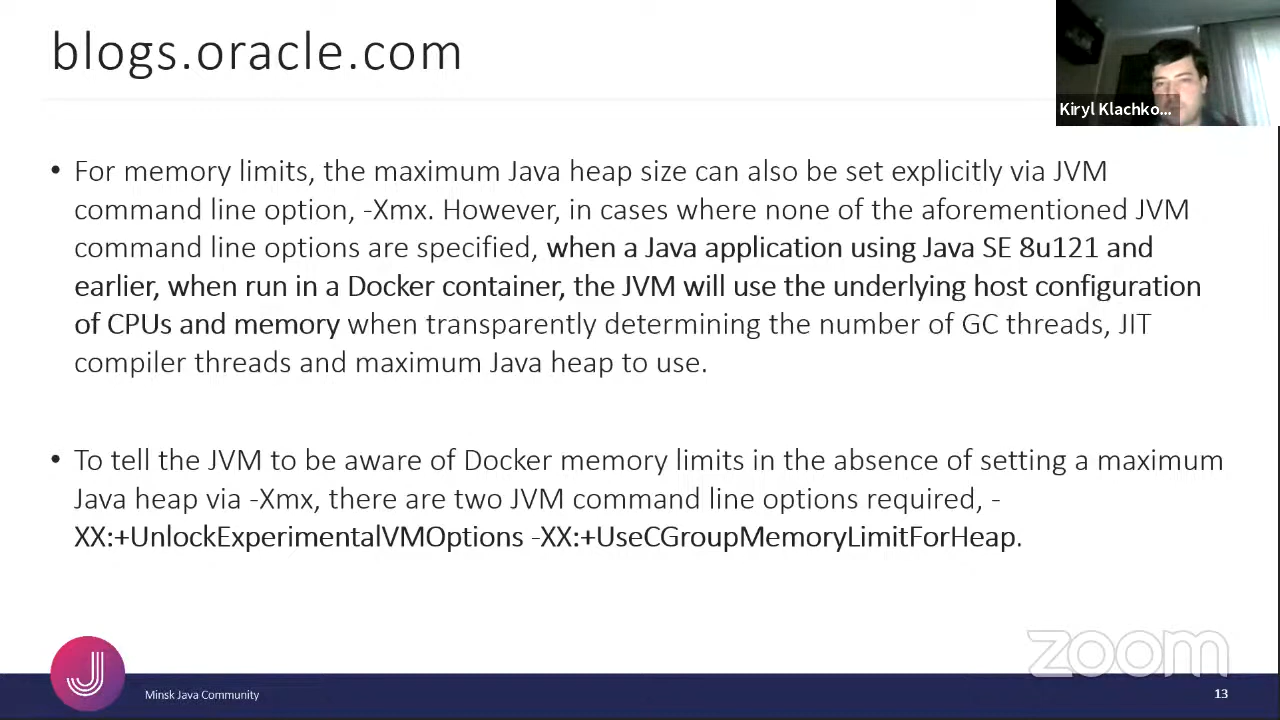 blogs.oracle.com
Kiryl Klachko...
• For memory limits, the maximum Java heap size can also be set explicitly via JVM
command line option, -Xmx. However, in cases where none of the aforementioned JVM
command line options are specified, when a Java application using Java SE 8u121 and
earlier, when run in a Docker container, the JVM will use the underlying host configuration
of CPUs and memory when transparently determining the number of GC threads, JIT
compiler threads and maximum Java heap to use.
• To tell the JVM to be aware of Docker memory limits in the absence of setting a maximum
Java heap via -Xmx, there are two JVM command line options required, -
XX:+UnlockExperimentalVMOptions -XX:+UseCGroupMemoryLimitForHeap.
zoom
J
Minsk Java Community
13